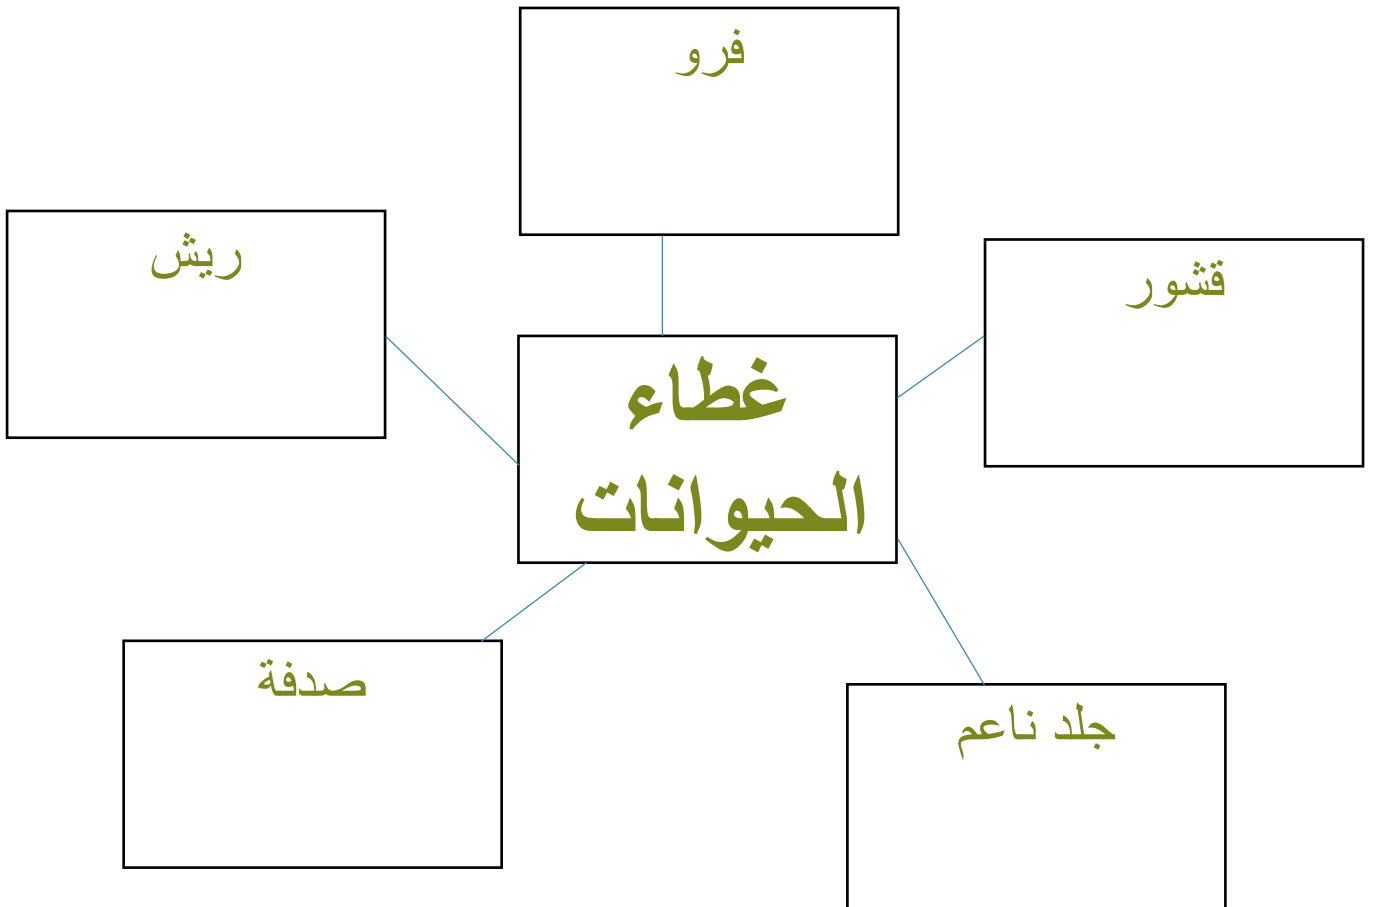 فرو
ريش
قشور
غطاء
الحيوانات
صدفة
جلد ناعم